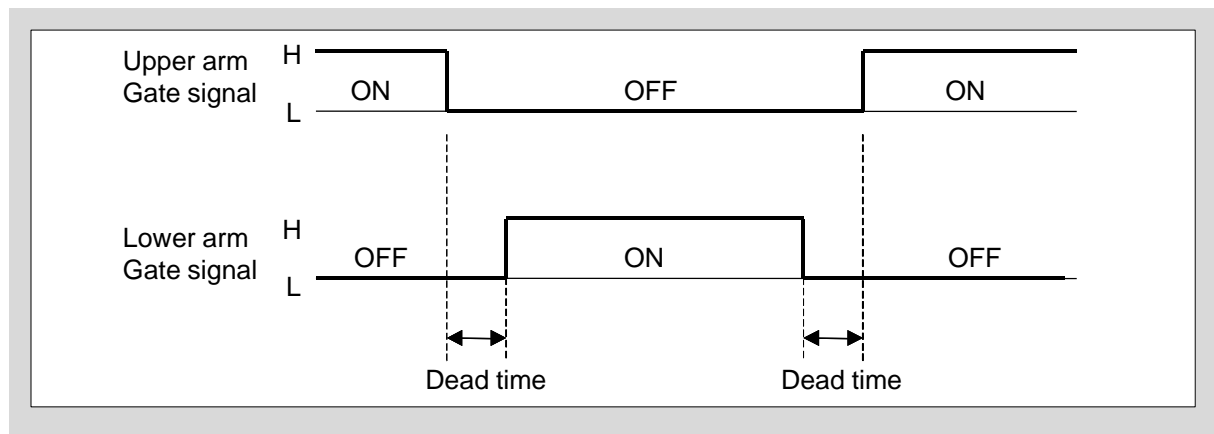 Upper arm
Gate signal
H
L
ON
OFF
ON
Lower arm
Gate signal
H
L
OFF
ON
OFF
Dead time
Dead time